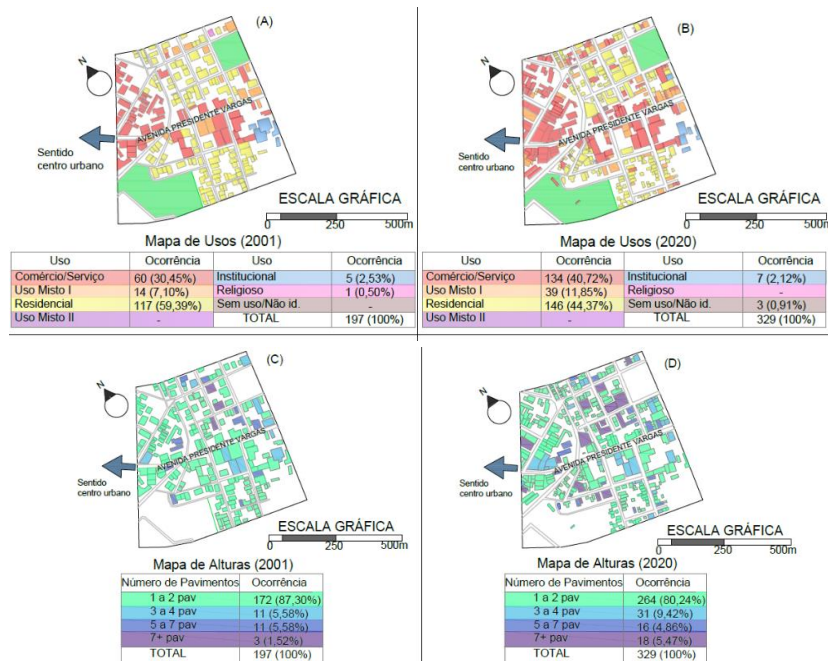 (A)
N
AVENIDA PRESIDENTE VARGAS
Sentido
centro urbano
ESCALA GRÁFICA
0 250 500m
Mapa de Usos (2001)
Uso Ocorrência Uso Ocorrência
Comércio/Serviço 60 (30,45%) Institucional 5 (2,53%)
Uso Misto I 14 (7,10%) Religioso 1 (0,50%)
Residencial 117 (59,39%) Sem uso/Não id. -
Uso Misto II - TOTAL 197 (100%)
(B)
N
AVENIDA PRESIDENTE VARGAS
Sentido
centro urbano
ESCALA GRÁFICA
0 250 500m
Mapa de Usos (2020)
Uso Ocorrência Uso Ocorrência
Comércio/Serviço 134 (40,72%) Institucional 7 (2,12%)
Uso Misto I 39 (11,85%) Religioso -
Residencial 146 (44,37%) Sem uso/Não id. 3 (0,91%)
Uso Misto II - TOTAL 329 (100%)
(C)
N
AVENIDA PRESIDENTE VARGAS
Sentido
centro urbano
ESCALA GRÁFICA
0 250 500m
Mapa de Alturas (2001)
Número de Pavimentos Ocorrência
1 a 2 pav 172 (87,30%)
3 a 4 pav 11 (5,58%)
5 a 7 pav 11 (5,58%)
7+ pav 3 (1,52%)
TOTAL 197 (100%)
(D)
N
AVENIDA PRESIDENTE VARGAS
Sentido
centro urbano
ESCALA GRÁFICA
0 250 500m
Mapa de Alturas (2020)
Número de Pavimentos Ocorrência
1 a 2 pav 264 (80,24%)
3 a 4 pav 31 (9,42%)
5 a 7 pav 16 (4,86%)
7+ pav 18 (5,47%)
TOTAL 329 (100%)